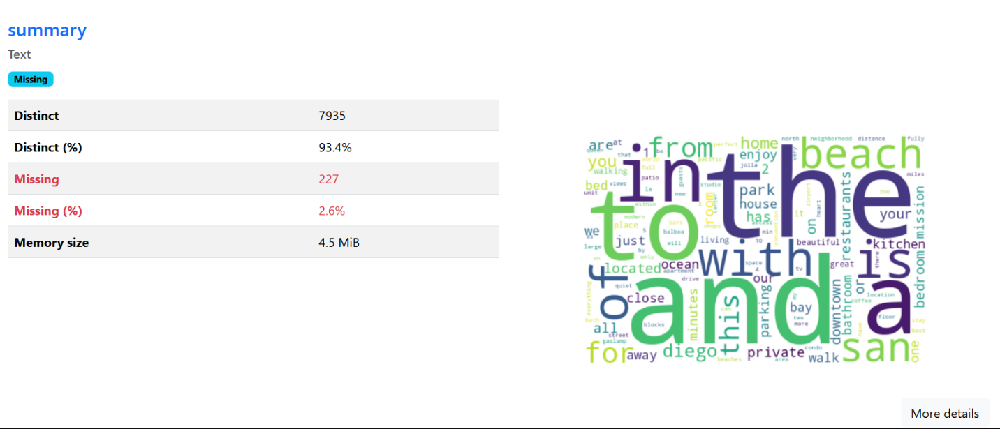 summary
Text
Missing
Distinct 7935
Distinct (%) 93.4%
Missing 227
Missing (%) 2.6%
Memory size 4.5 MiB
are at from perfect home north neighborhood distance fully
queen that 1 be pacific enjoy beach very
you world full jolla 2 miles
walking patio guests
bed views la new studio park airport zoo
unit in the
within 3 room center house convention it heart your
modern has access restaurants mission
to
we place bars shops min on
as 5 balboa
just will living 10 beautiful kitchen
large by with is there
an only ocean space great
located apartment 4 tv
of drive our or bedroom
quiet and a
everything close minutes this can parking my downtown bathroom location
coffee
bay
bath two floor stay
all blocks more have best
street
gaslamp condo san one
for away diego private walk
beaches area
More details